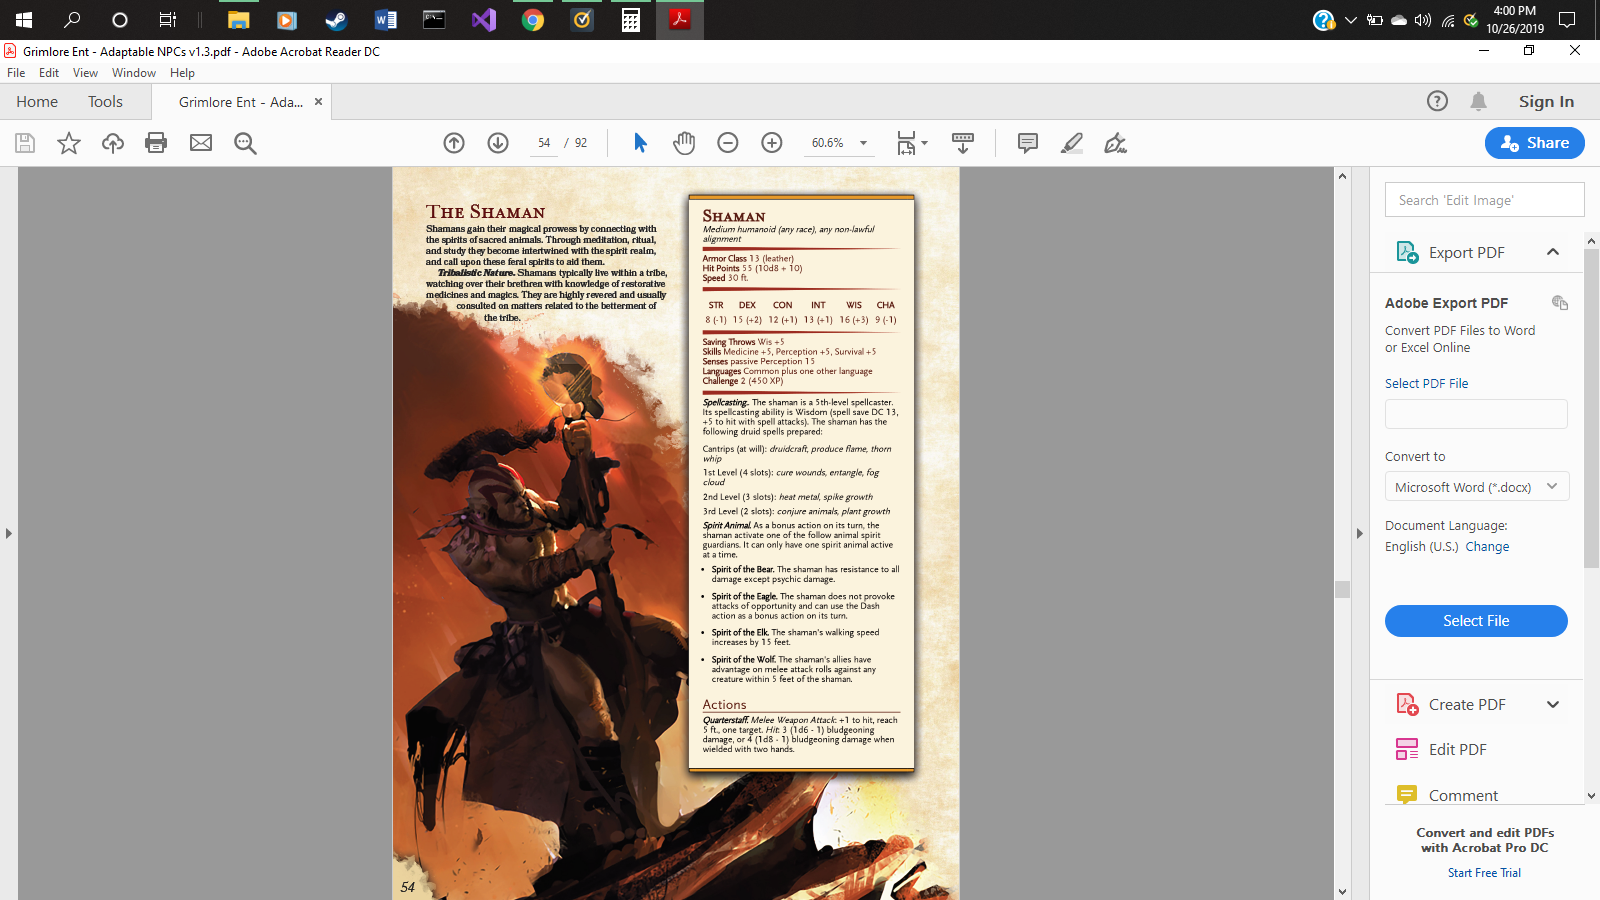 4:00 PM
10/26/2019
Grimlore Ent - Adaptable NPCs v1.3.pdf - Adobe Acrobat Reader DC
File Edit View Window Help
Home Tools Grimlore Ent - Ada... × Sign In
54 / 92 60.6% Share
THE SHAMAN
Shamans gain their magical prowess by connecting with
the spirits of sacred animals. Through meditation, ritual,
and study they become intertwined with the spirit realm,
and call upon these feral spirits to aid them.
Tribalistic Nature. Shamans typically live within a tribe,
watching over their brethren with knowledge of restorative
medicines and magics. They are highly revered and usually
consulted on matters related to the betterment of
the tribe.
54
SHAMAN
Medium humanoid (any race), any non-lawful
alignment
Armor Class 13 (leather)
Hit Points 55 (10d8 + 10)
Speed 30 ft.
STR DEX CON INT WIS CHA
8 (-1) 15 (+2) 12 (+1) 13 (+1) 16 (+3) 9 (-1)
Saving Throws Wis +5
Skills Medicine +5, Perception +5, Survival +5
Senses passive Perception 15
Languages Common plus one other language
Challenge 2 (450 XP)
Spellcasting. The shaman is a 5th-level spellcaster.
Its spellcasting ability is Wisdom (spell save DC 13,
+5 to hit with spell attacks). The shaman has the
following druid spells prepared:
Cantrips (at will): druidcraft, produce flame, thorn
whip
1st Level (4 slots): cure wounds, entangle, fog
cloud
2nd Level (3 slots): heat metal, spike growth
3rd Level (2 slots): conjure animals, plant growth
Spirit Animal. As a bonus action on its turn, the
shaman activate one of the follow animal spirit
guardians. It can only have one spirit animal active
at a time.
• Spirit of the Bear. The shaman has resistance to all
damage except psychic damage.
• Spirit of the Eagle. The shaman does not provoke
attacks of opportunity and can use the Dash
action as a bonus action on its turn.
• Spirit of the Elk. The shaman's walking speed
increases by 15 feet.
• Spirit of the Wolf. The shaman's allies have
advantage on melee attack rolls against any
creature within 5 feet of the shaman.
Actions
Quarterstaff. Melee Weapon Attack: +1 to hit, reach
5 ft., one target. Hit: 3 (1d6 - 1) bludgeoning
damage, or 4 (1d8 - 1) bludgeoning damage when
wielded with two hands.
Search 'Edit Image'
Export PDF
Adobe Export PDF
Convert PDF Files to Word
or Excel Online
Select PDF File
Convert to
Microsoft Word (*.docx)
Document Language:
English (U.S.) Change
Select File
Create PDF
Edit PDF
Comment
Convert and edit PDFs
with Acrobat Pro DC
Start Free Trial